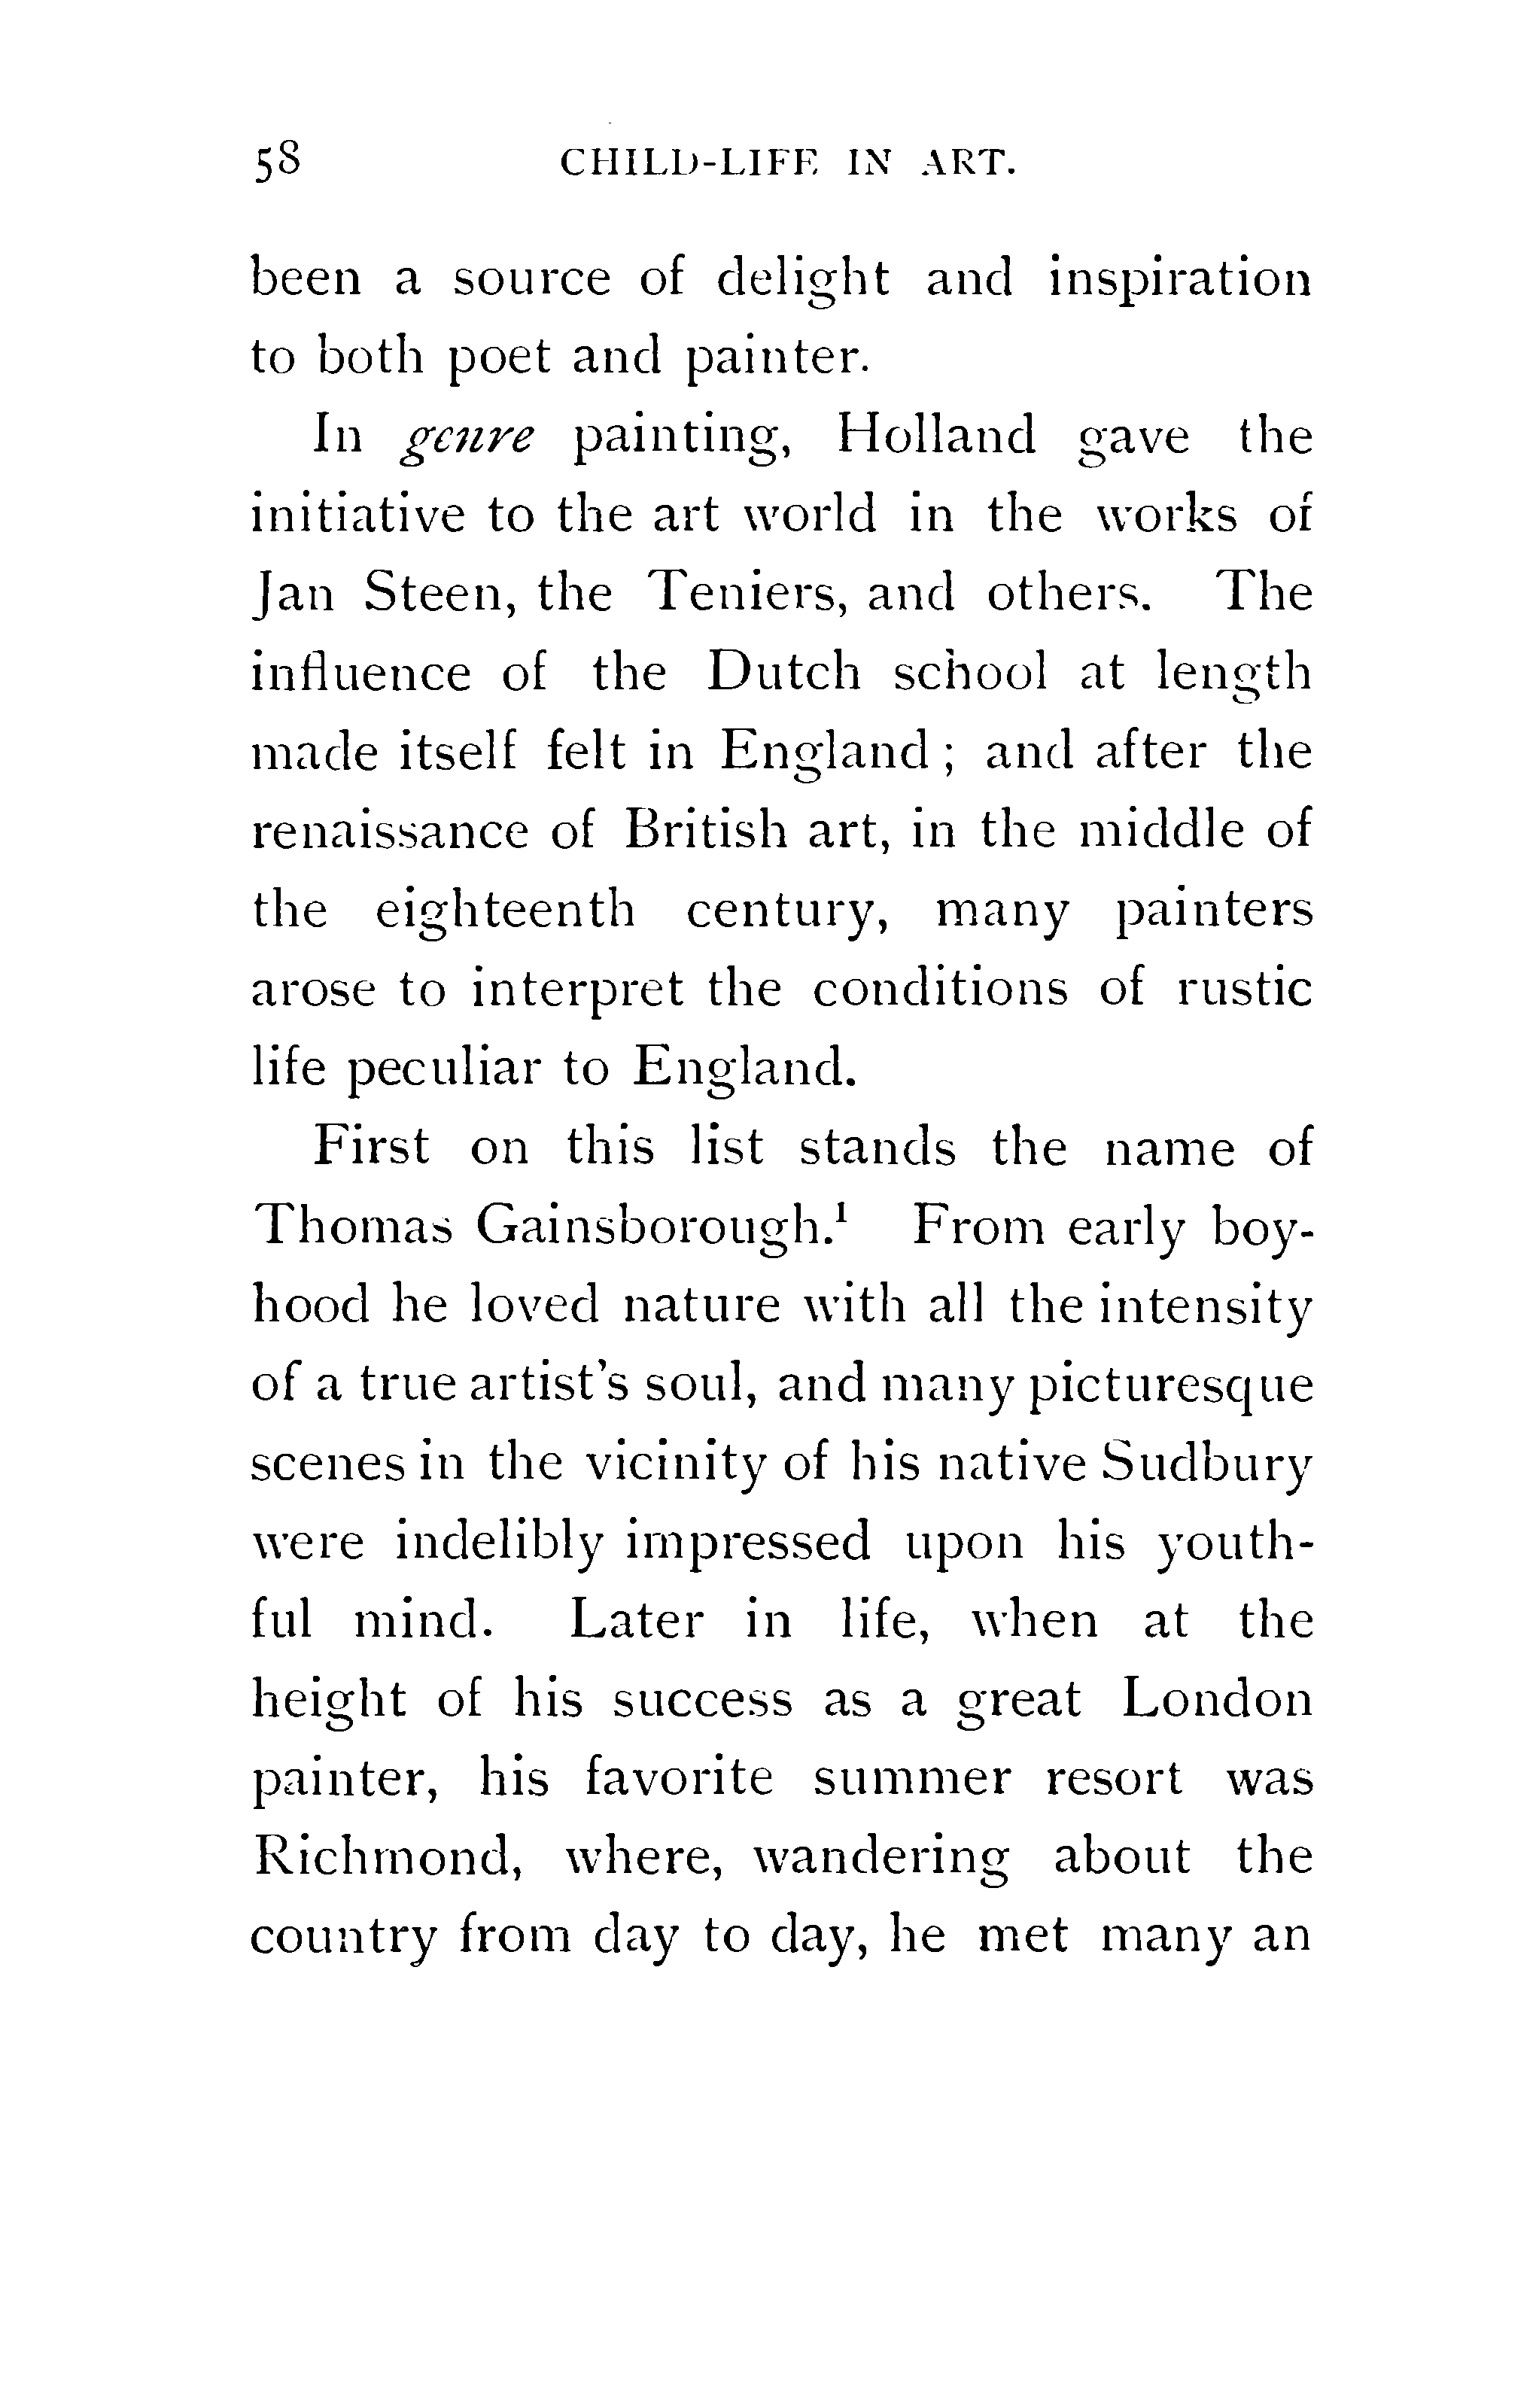 58 CHILD-LIFE IN ART.
been a source of delight and inspiration
to both poet and painter.
In genre painting, Holland gave the
initiative to the art world in the works of
Jan Steen, the Teniers, and others. The
influence of the Dutch school at length
made itself felt in England; and after the
renaissance of British art, in the middle of
the eighteenth century, many painters
arose to interpret the conditions of rustic
life peculiar to England.
First on this list stands the name of
Thomas Gainsborough.¹ From early boy-
hood he loved nature with all the intensity
of a true artist's soul, and many picturesque
scenes in the vicinity of his native Sudbury
were indelibly impressed upon his youth-
ful mind. Later in life, when at the
height of his success as a great London
painter, his favorite summer resort was
Richmond, where, wandering about the
country from day to day, he met many an